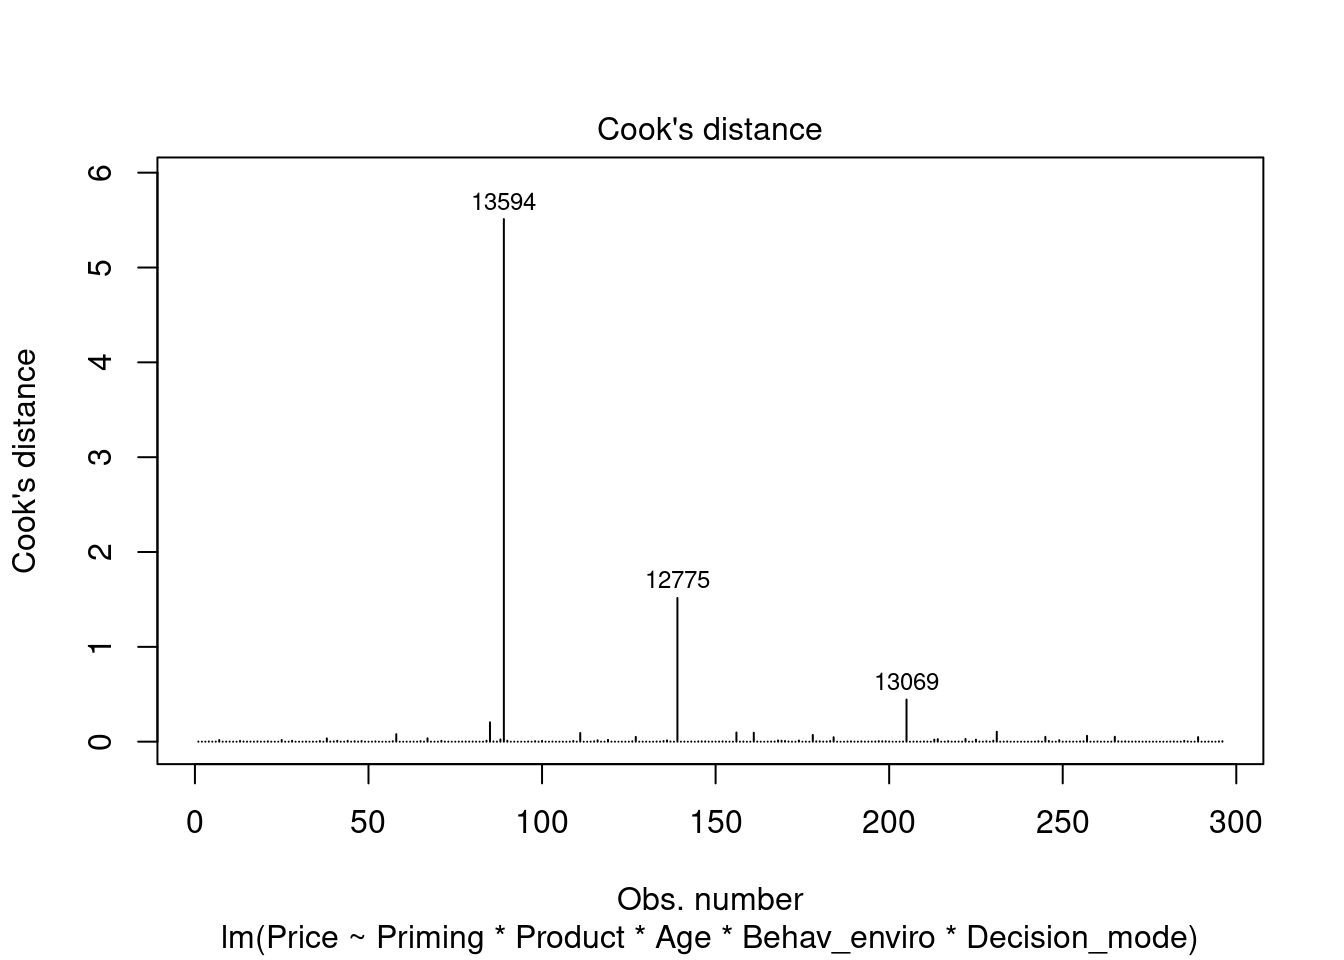 Cook's distance
6
5
4
3
2
1
0
Cook's distance
13594
12775
13069
0 50 100 150 200 250 300
Obs. number
lm(Price ~ Priming * Product * Age * Behav_enviro * Decision_mode)